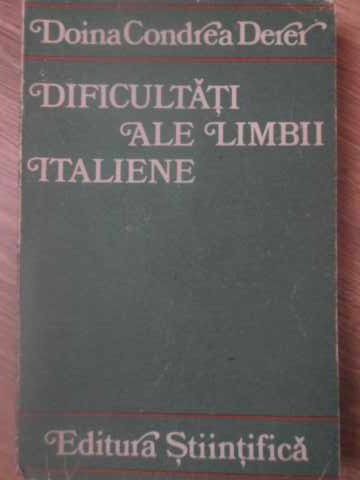 Doina Condrea Derer
DIFICULTĂȚI
ALE LIMBII
ITALIENE
Editura Științifică